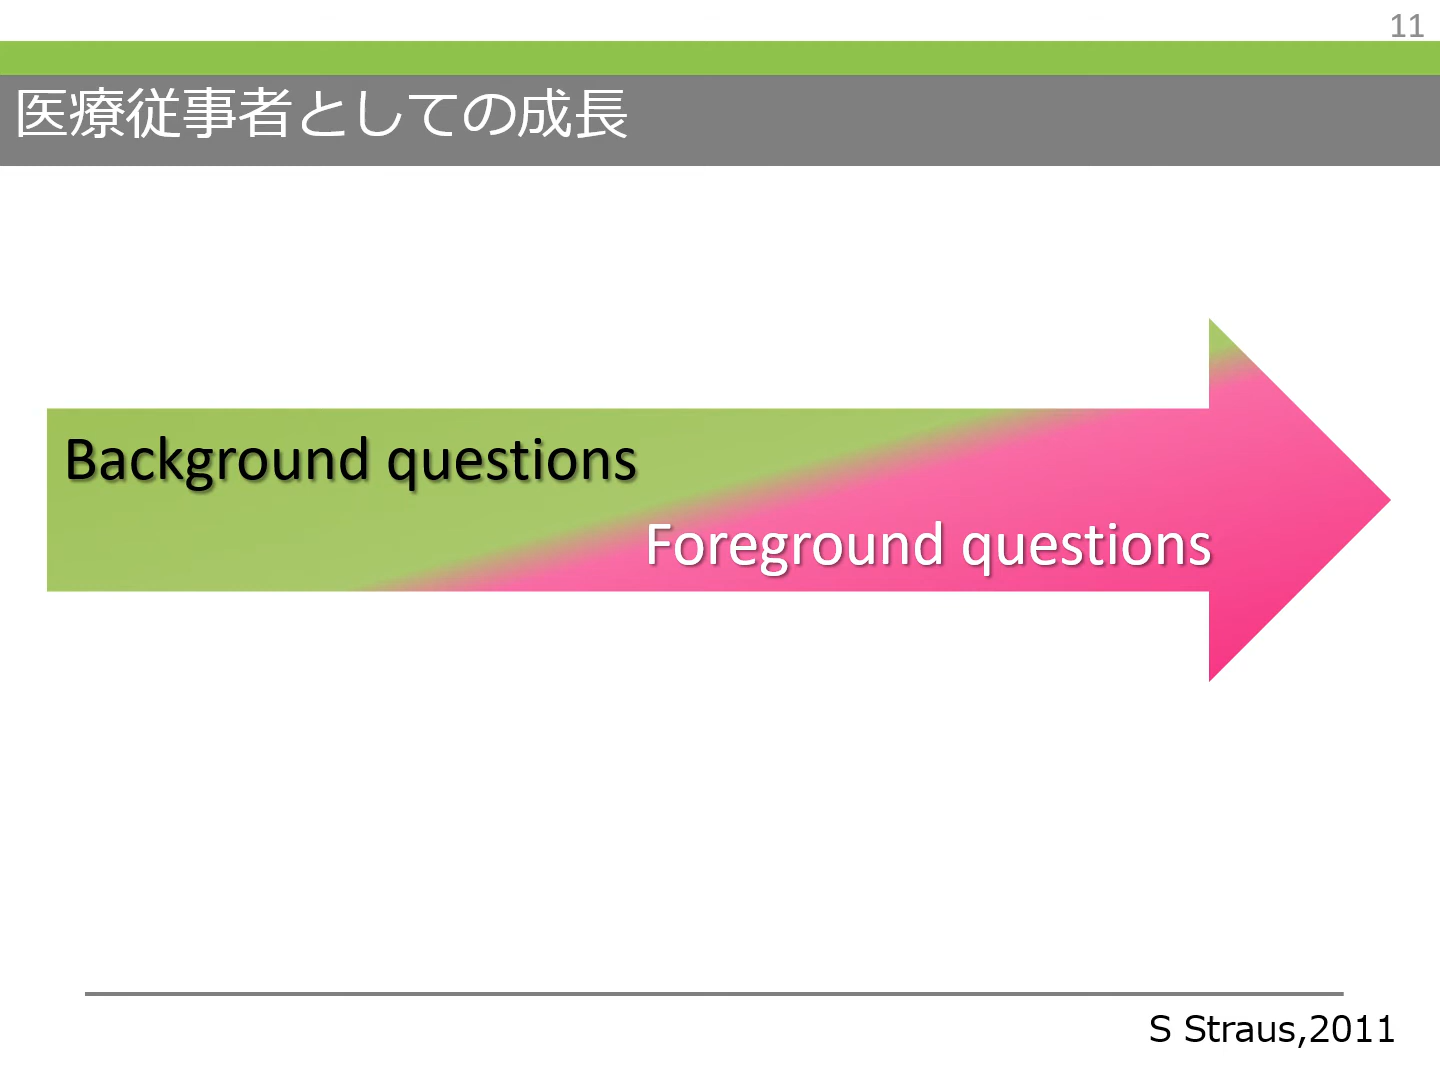 11
医療従事者としての成長
Background questions
Foreground questions
S Straus,2011